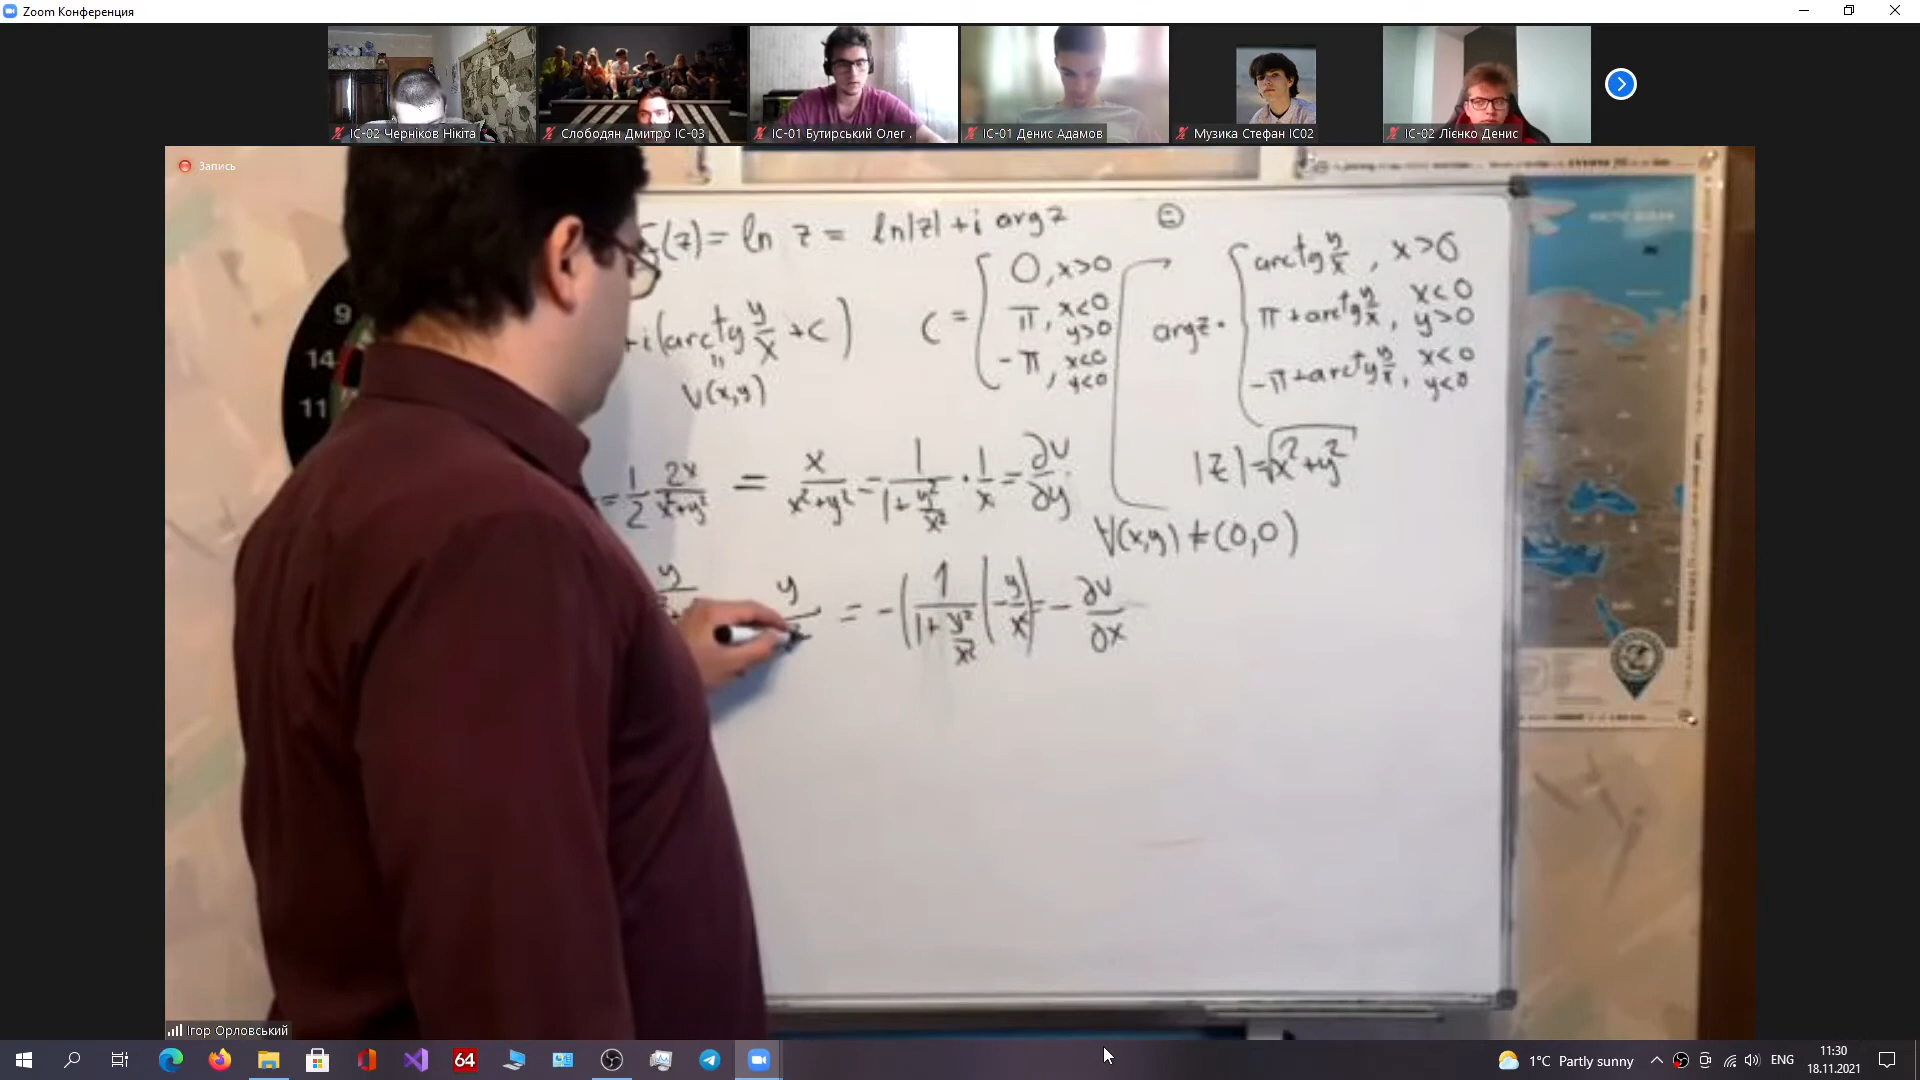 Zoom Конференция
ІС-02 Черніков Нікіта
Слободян Дмитро ІС-03
ІС-01 Бутирський Олег .
ІС-01 Денис Адамов
Музика Стефан ІС02
ІС-02 Лієнко Денис
Запись
(z) = ln z = ln|z| + i arg z
+i(arctg y/x + c)
V(x,y)
C = { 0, x>0
π, x<0 y>0
-π, x<0 y<0
arg z = { arctg y/x, x>0
π + arctg y/x, x<0 y>0
-π + arctg y/x, x<0 y<0
|z| = √x²+y²
= 1/2 2x/x²+y² = x/x²+y² = 1/1+y²/x² · 1/x = ∂V/∂y
∀(x,y) ≠ (0,0)
y = -(1/1+y²/x² (-y/x²) = - ∂V/∂x
9
14
11
Ігор Орловський
64
1°C Partly sunny
ENG
11:30
18.11.2021